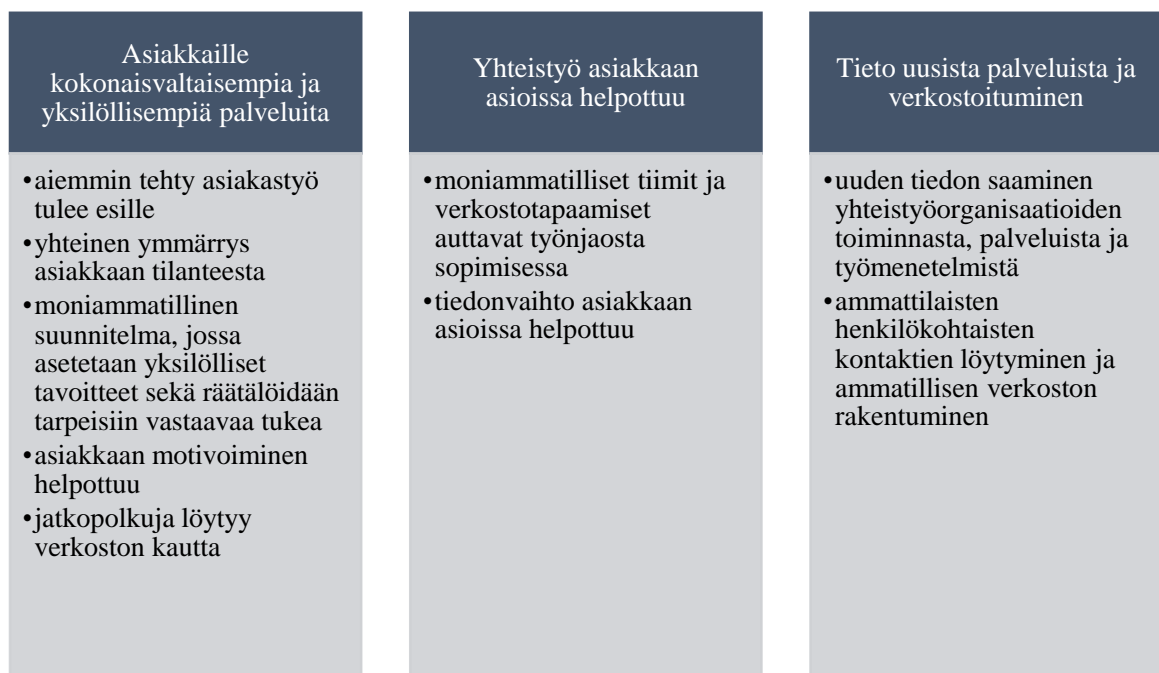 Asiakkaille
kokonaisvaltaisempia ja
yksilöllisempiä palveluita
•aiemmin tehty asiakastyö
tulee esille
•yhteinen ymmärrys
asiakkaan tilanteesta
•moniammatillinen
suunnitelma, jossa
asetetaan yksilölliset
tavoitteet sekä räätälöidään
tarpeisiin vastaavaa tukea
•asiakkaan motivoiminen
helpottuu
•jatkopolkuja löytyy
verkoston kautta
Yhteistyö asiakkaan
asioissa helpottuu
•moniammatilliset tiimit ja
verkostotapaamiset
auttavat työnjaosta
sopimisessa
•tiedonvaihto asiakkaan
asioissa helpottuu
Tieto uusista palveluista ja
verkostoituminen
•uuden tiedon saaminen
yhteistyöorganisaatioiden
toiminnasta, palveluista ja
työmenetelmistä
•ammattilaisten
henkilökohtaisten
kontaktien löytyminen ja
ammatillisen verkoston
rakentuminen